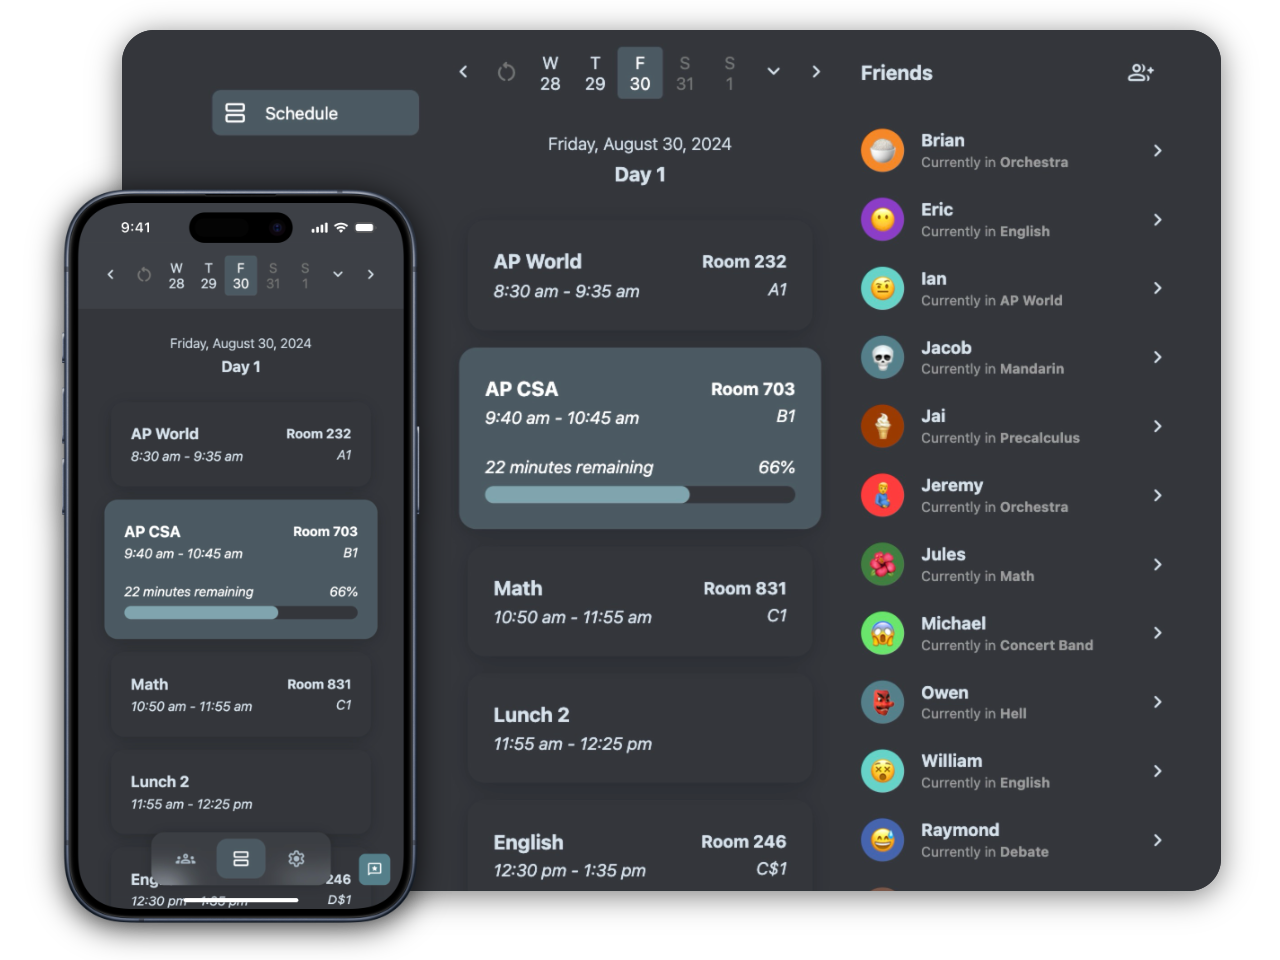 Schedule
W T F S S
28 29 30 31 1
Friday, August 30, 2024
Day 1
AP World Room 232
8:30 am - 9:35 am A1
AP CSA Room 703
9:40 am - 10:45 am B1
22 minutes remaining 66%
Math Room 831
10:50 am - 11:55 am C1
Lunch 2
11:55 am - 12:25 pm
English Room 246
12:30 pm - 1:35 pm C$1
Friends
Brian
Currently in Orchestra
Eric
Currently in English
Ian
Currently in AP World
Jacob
Currently in Mandarin
Jai
Currently in Precalculus
Jeremy
Currently in Orchestra
Jules
Currently in Math
Michael
Currently in Concert Band
Owen
Currently in Hell
William
Currently in English
Raymond
Currently in Debate
9:41
W T F S S
28 29 30 31 1
Friday, August 30, 2024
Day 1
AP World Room 232
8:30 am - 9:35 am A1
AP CSA Room 703
9:40 am - 10:45 am B1
22 minutes remaining 66%
Math Room 831
10:50 am - 11:55 am C1
Lunch 2
11:55 am - 12:25 pm
246
12:30 pm - 1:35 pm D$1